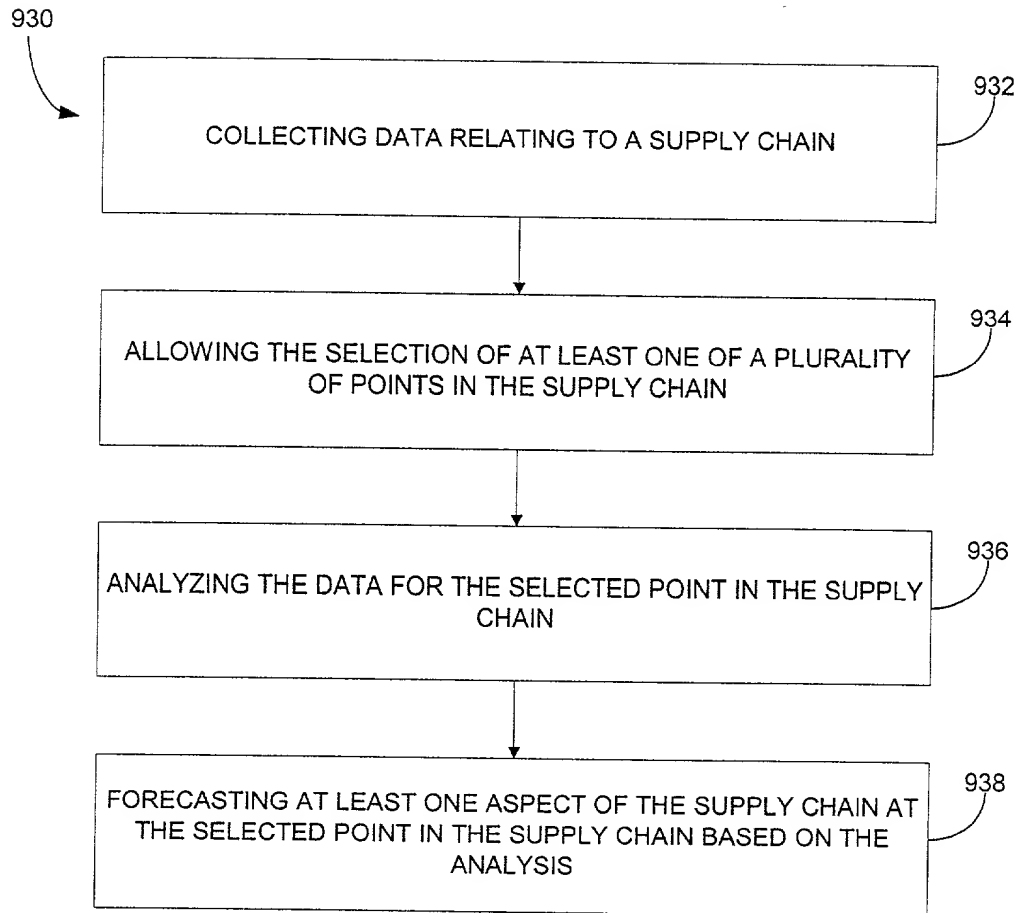 930
932
COLLECTING DATA RELATING TO A SUPPLY CHAIN
934
ALLOWING THE SELECTION OF AT LEAST ONE OF A PLURALITY
OF POINTS IN THE SUPPLY CHAIN
936
ANALYZING THE DATA FOR THE SELECTED POINT IN THE SUPPLY
CHAIN
938
FORECASTING AT LEAST ONE ASPECT OF THE SUPPLY CHAIN AT
THE SELECTED POINT IN THE SUPPLY CHAIN BASED ON THE
ANALYSIS